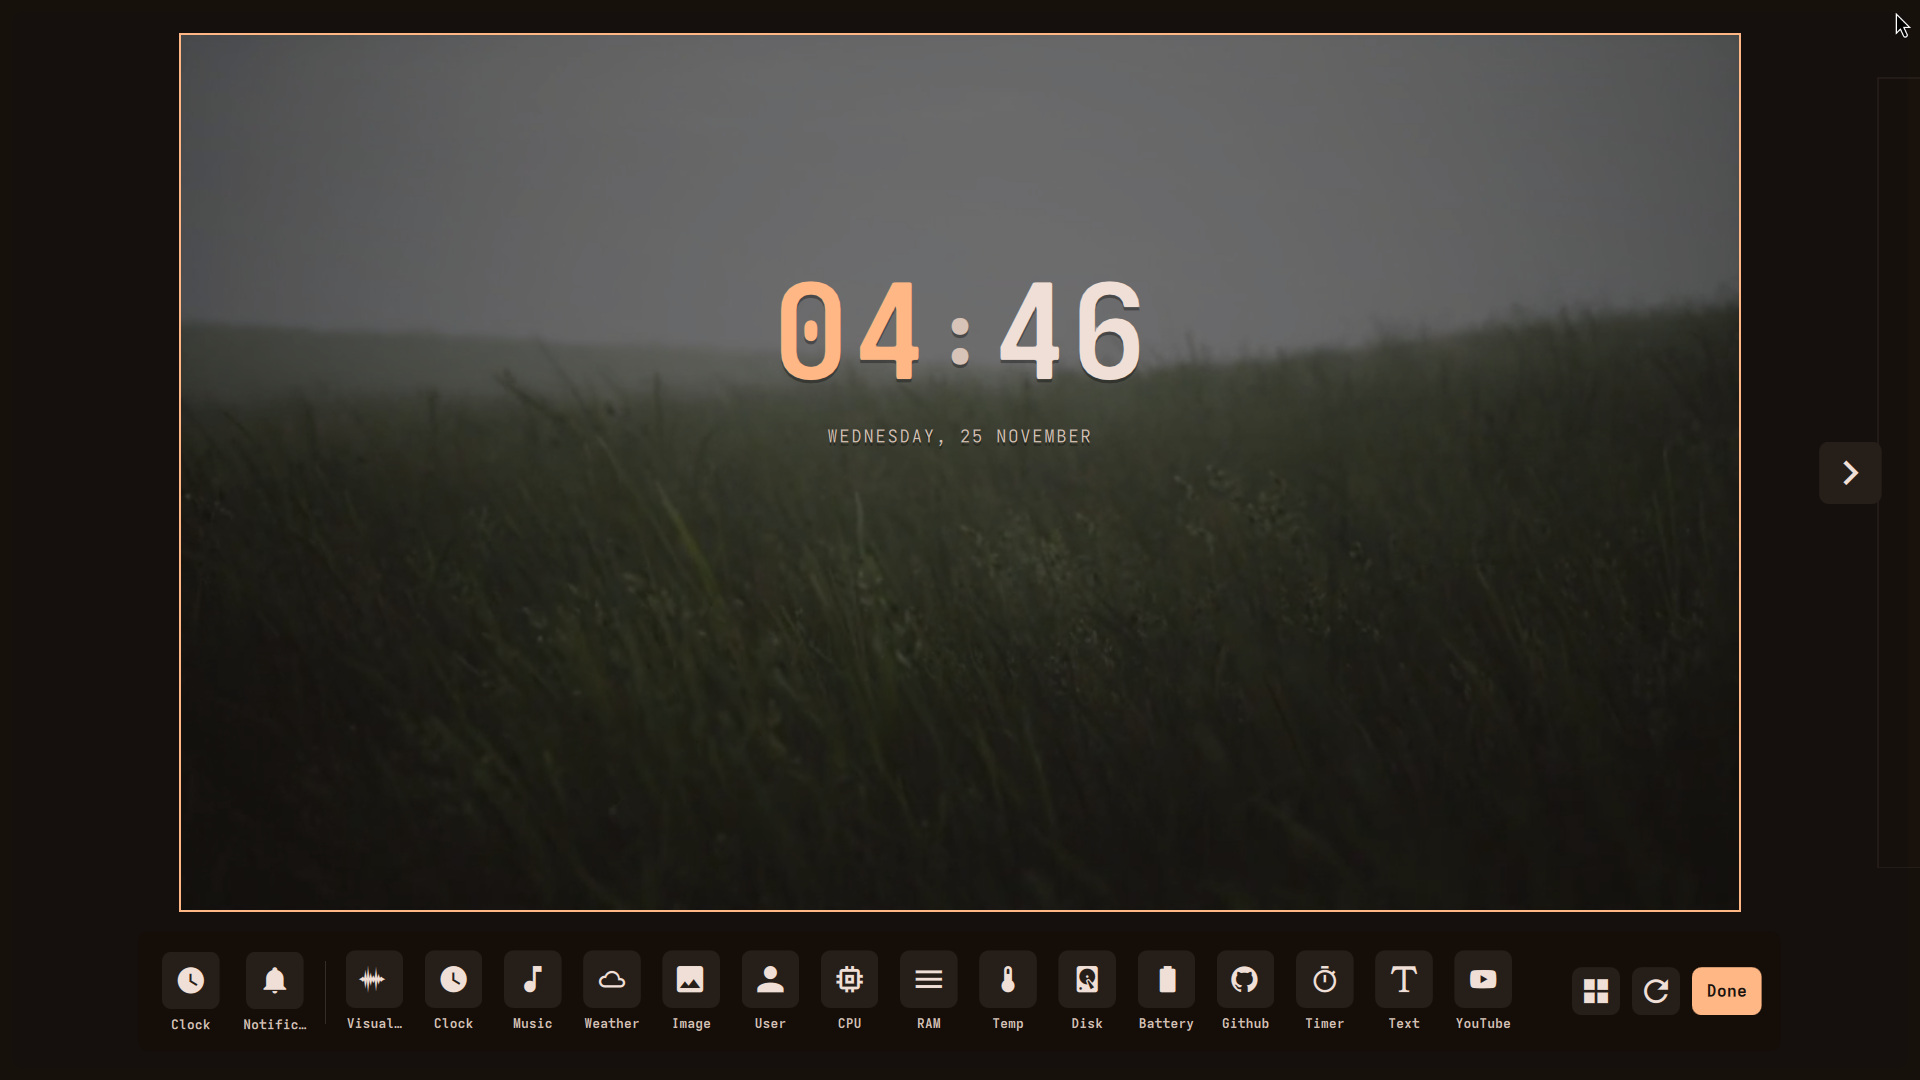 04:46
WEDNESDAY, 25 NOVEMBER
Clock
Notific…
Visual…
Clock
Music
Weather
Image
User
CPU
RAM
Temp
Disk
Battery
Github
Timer
Text
YouTube
Done